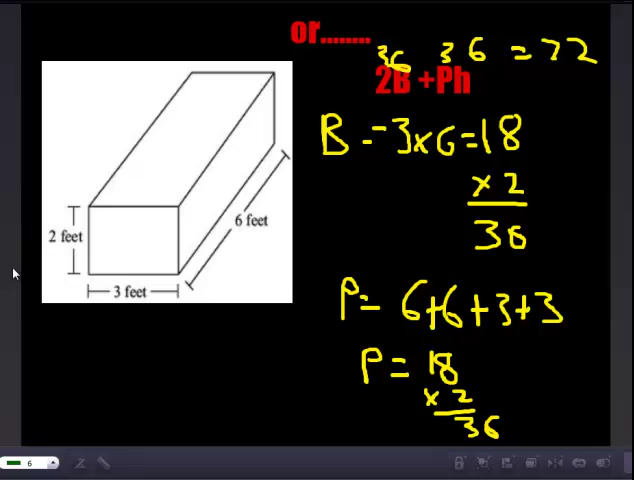 or........
36 36 = 72
2B +Ph
B = 3x6=18
x 2
36
2 feet
6 feet
3 feet
P= 6+6+3+3
P = 18
x 2
36
6